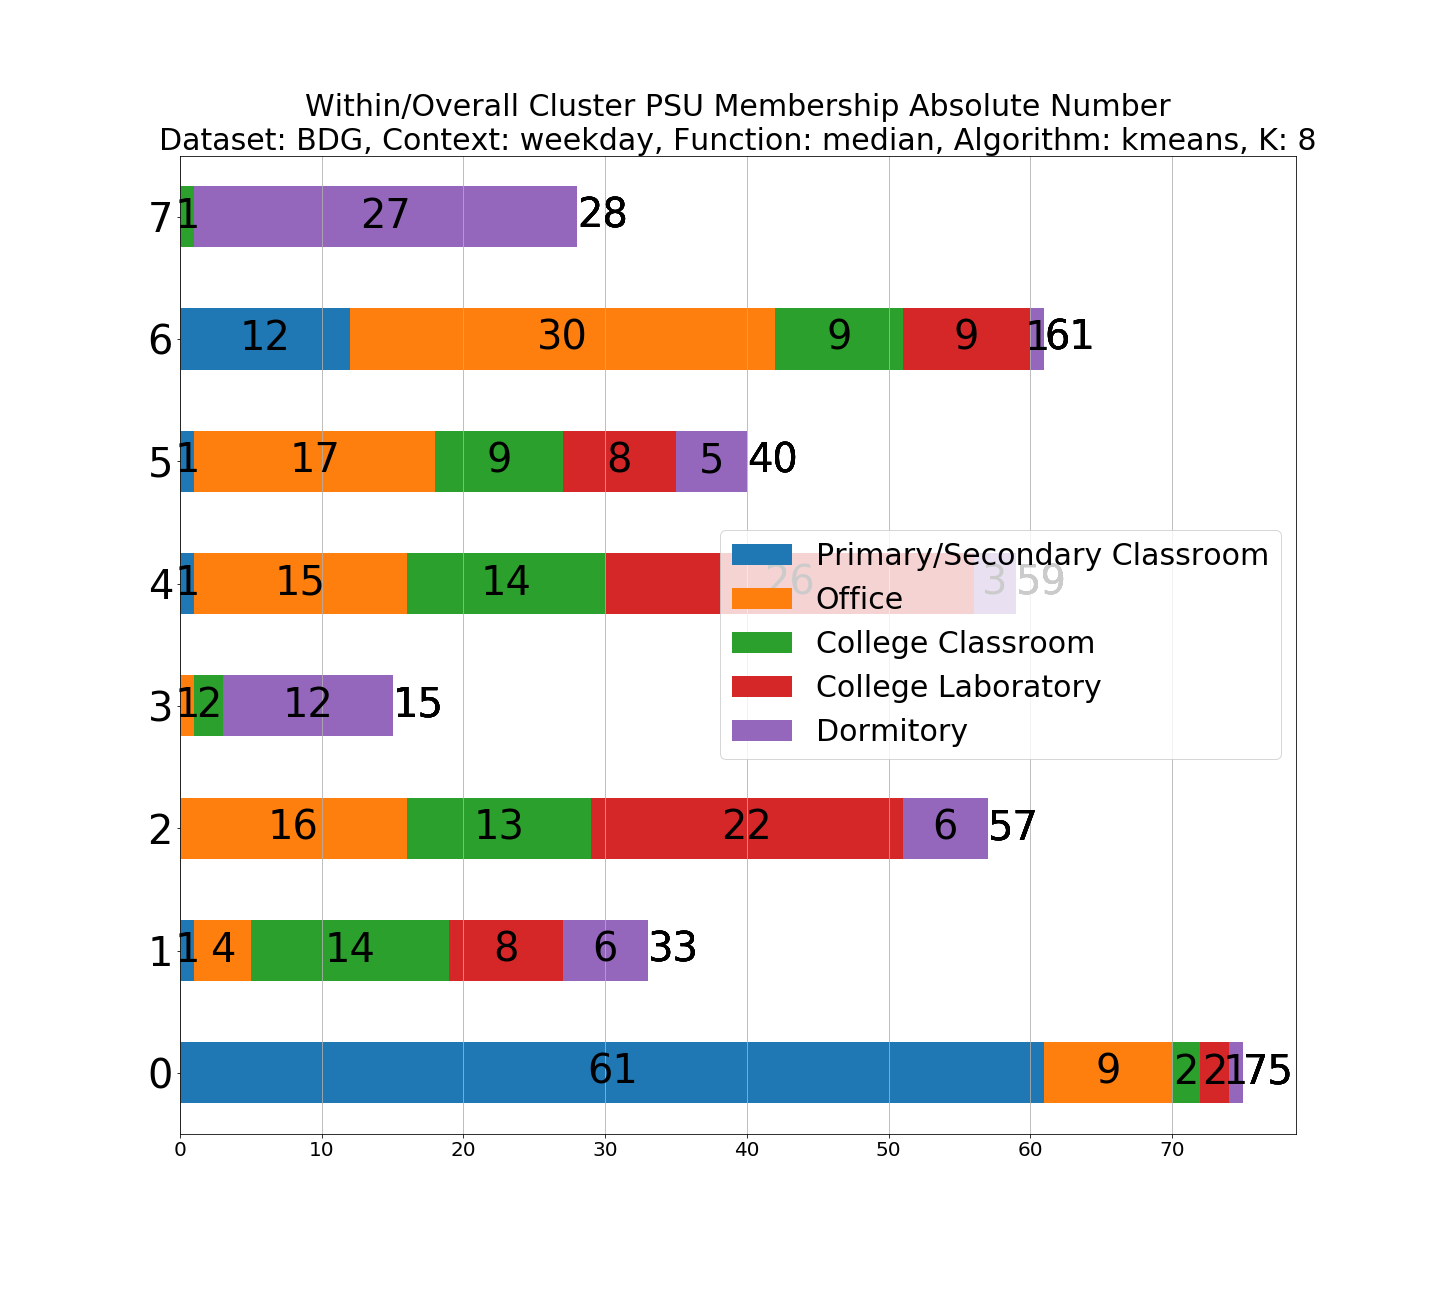 Within/Overall Cluster PSU Membership Absolute Number
Dataset: BDG, Context: weekday, Function: median, Algorithm: kmeans, K: 8
7 1 27 28
6 12 30 9 9 1 61
5 1 17 9 8 5 40
4 1 15 14 26 3 59
Primary/Secondary Classroom
Office
College Classroom
College Laboratory
Dormitory
3 1 2 12 15
2 16 13 22 6 57
1 1 4 14 8 6 33
0 61 9 2 2 1 75
0 10 20 30 40 50 60 70